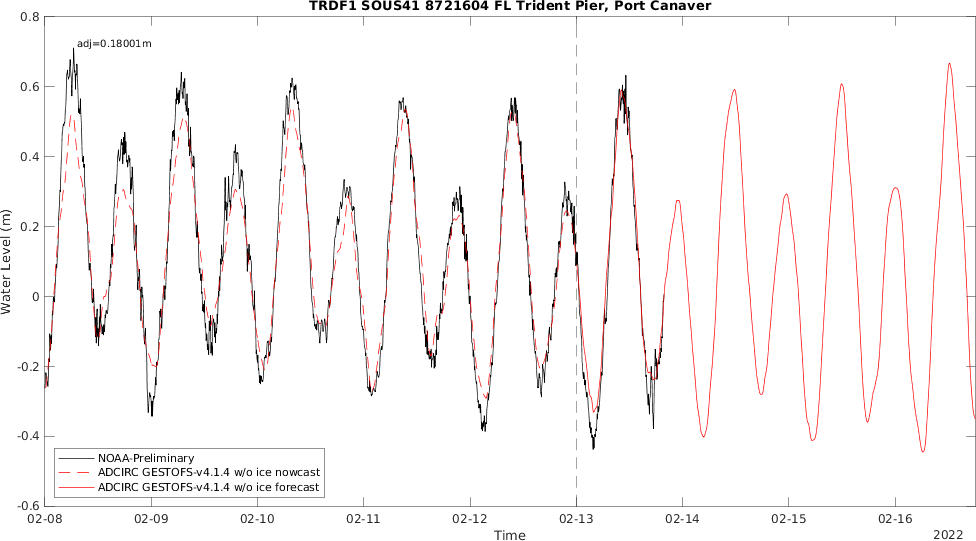 TRDF1 SOUS41 8721604 FL Trident Pier, Port Canaver
adj=0.18001m
0.8
0.6
0.4
0.2
0
-0.2
-0.4
-0.6
Water Level (m)
NOAA-Preliminary
ADCIRC GESTOFS-v4.1.4 w/o ice nowcast
ADCIRC GESTOFS-v4.1.4 w/o ice forecast
02-08 02-09 02-10 02-11 02-12 02-13 02-14 02-15 02-16
Time
2022